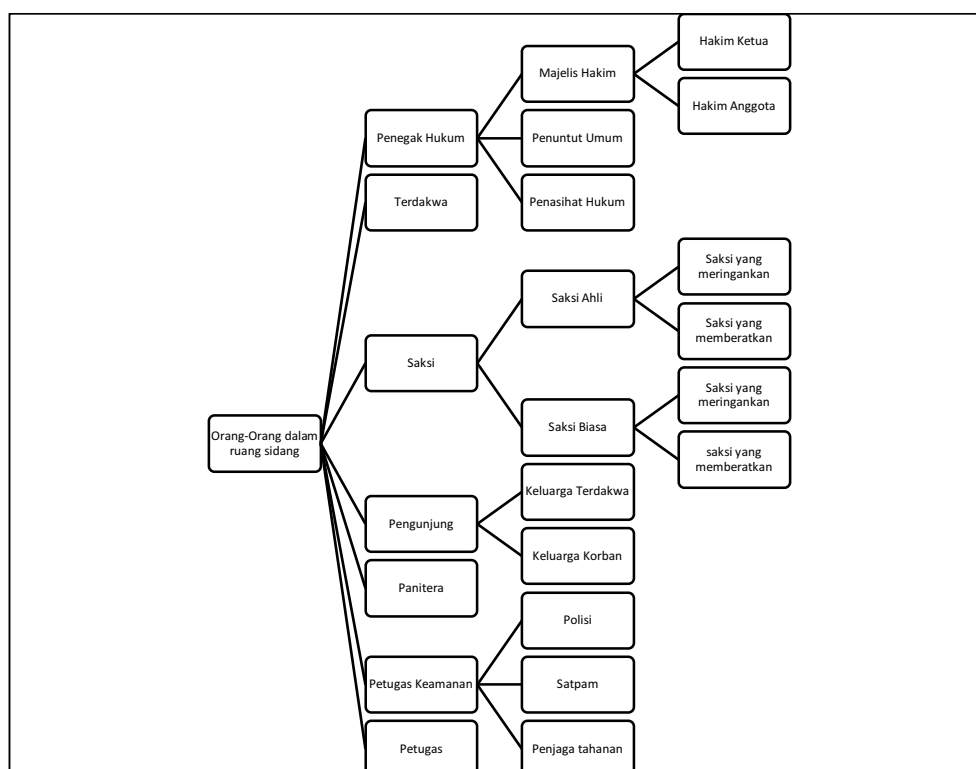 Orang-Orang dalam
ruang sidang
Penegak Hukum
Majelis Hakim
Hakim Ketua
Hakim Anggota
Penuntut Umum
Penasihat Hukum
Terdakwa
Saksi
Saksi Ahli
Saksi yang
meringankan
Saksi yang
memberatkan
Saksi Biasa
Saksi yang
meringankan
saksi yang
memberatkan
Pengunjung
Keluarga Terdakwa
Keluarga Korban
Panitera
Petugas Keamanan
Polisi
Satpam
Penjaga tahanan
Petugas